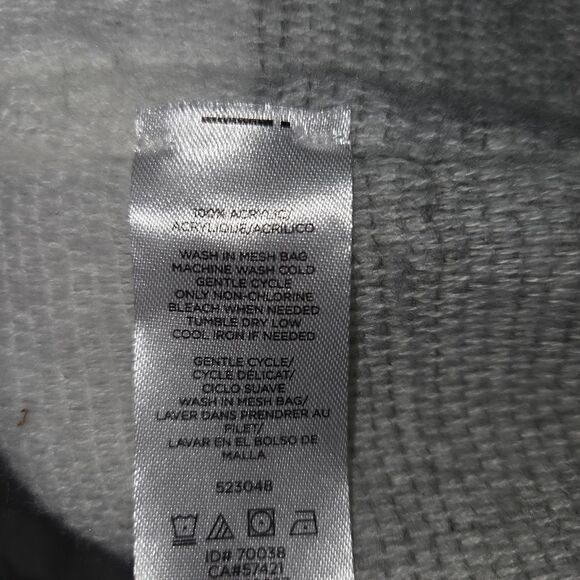 100% ACRYLIC/
ACRYLIQUE/ACRÍLICO
WASH IN MESH BAG
MACHINE WASH COLD
GENTLE CYCLE
ONLY NON-CHLORINE
BLEACH WHEN NEEDED
TUMBLE DRY LOW
COOL IRON IF NEEDED
GENTLE CYCLE/
CYCLE DÉLICAT/
CICLO SUAVE
WASH IN MESH BAG/
LAVER DANS PRENDRER AU
FILET/
LAVAR EN EL BOLSO DE
MALLA
523048
ID# 70038
CA#57421